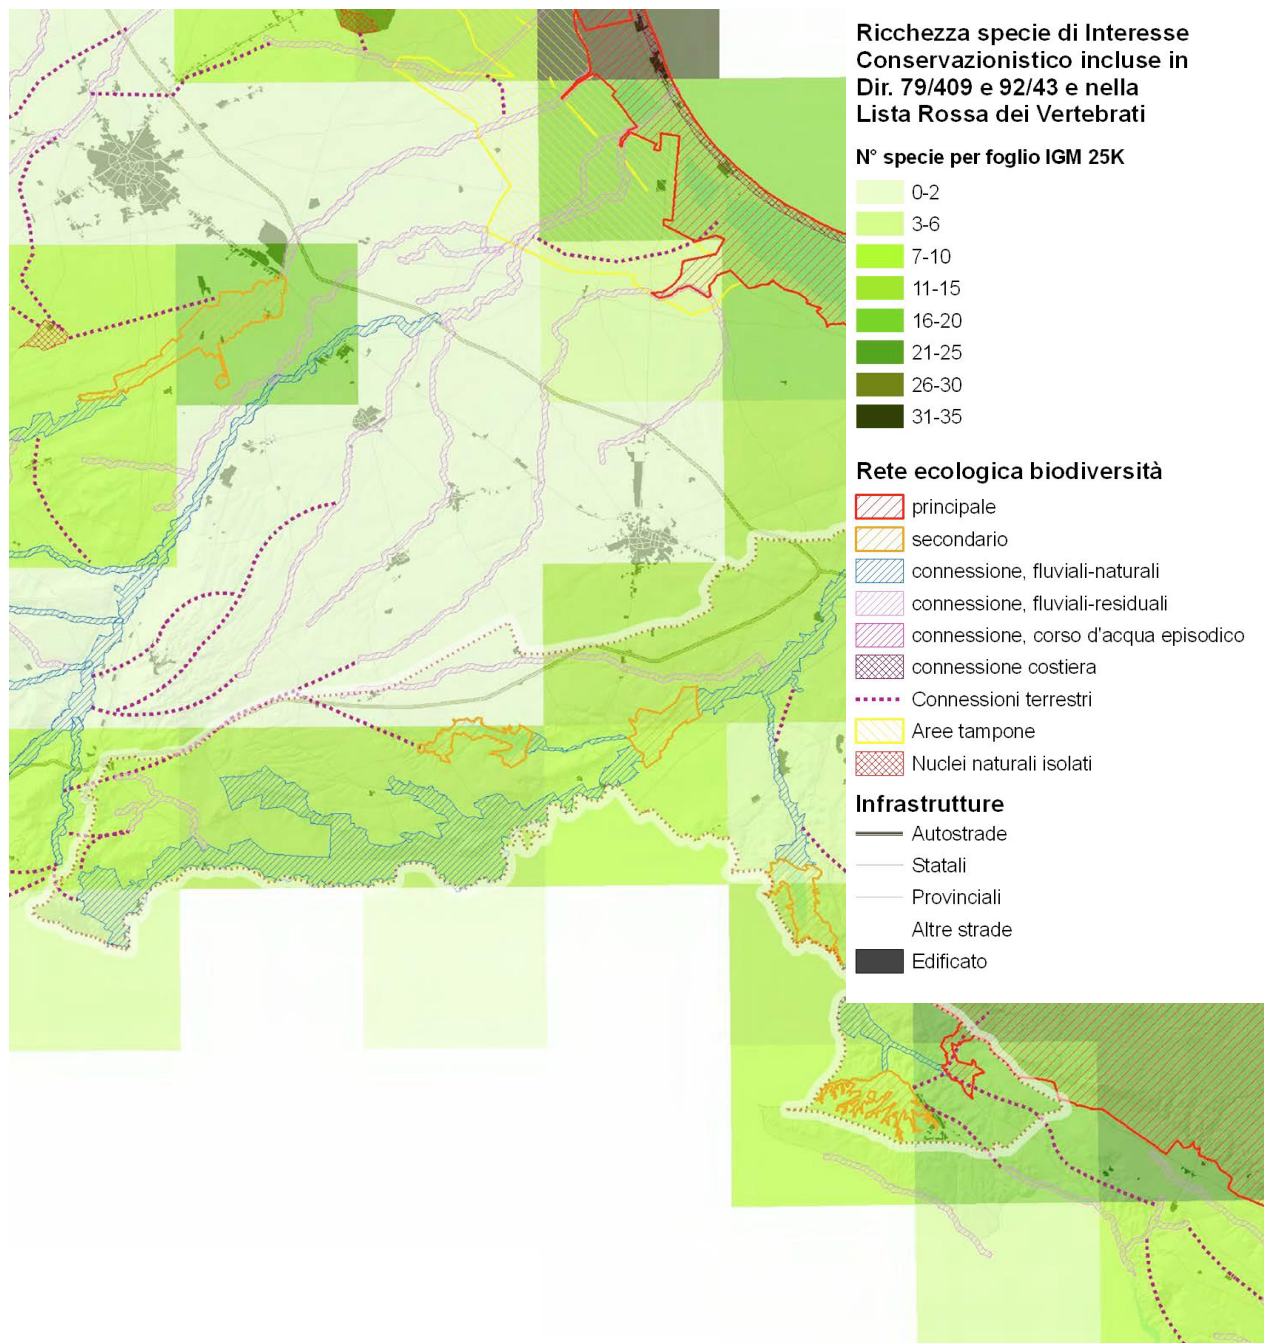 Ricchezza specie di Interesse
Conservazionistico incluse in
Dir. 79/409 e 92/43 e nella
Lista Rossa dei Vertebrati
N° specie per foglio IGM 25K
0-2
3-6
7-10
11-15
16-20
21-25
26-30
31-35
Rete ecologica biodiversità
principale
secondario
connessione, fluviali-naturali
connessione, fluviali-residuali
connessione, corso d'acqua episodico
connessione costiera
Connessioni terrestri
Aree tampone
Nuclei naturali isolati
Infrastrutture
Autostrade
Statali
Provinciali
Altre strade
Edificato